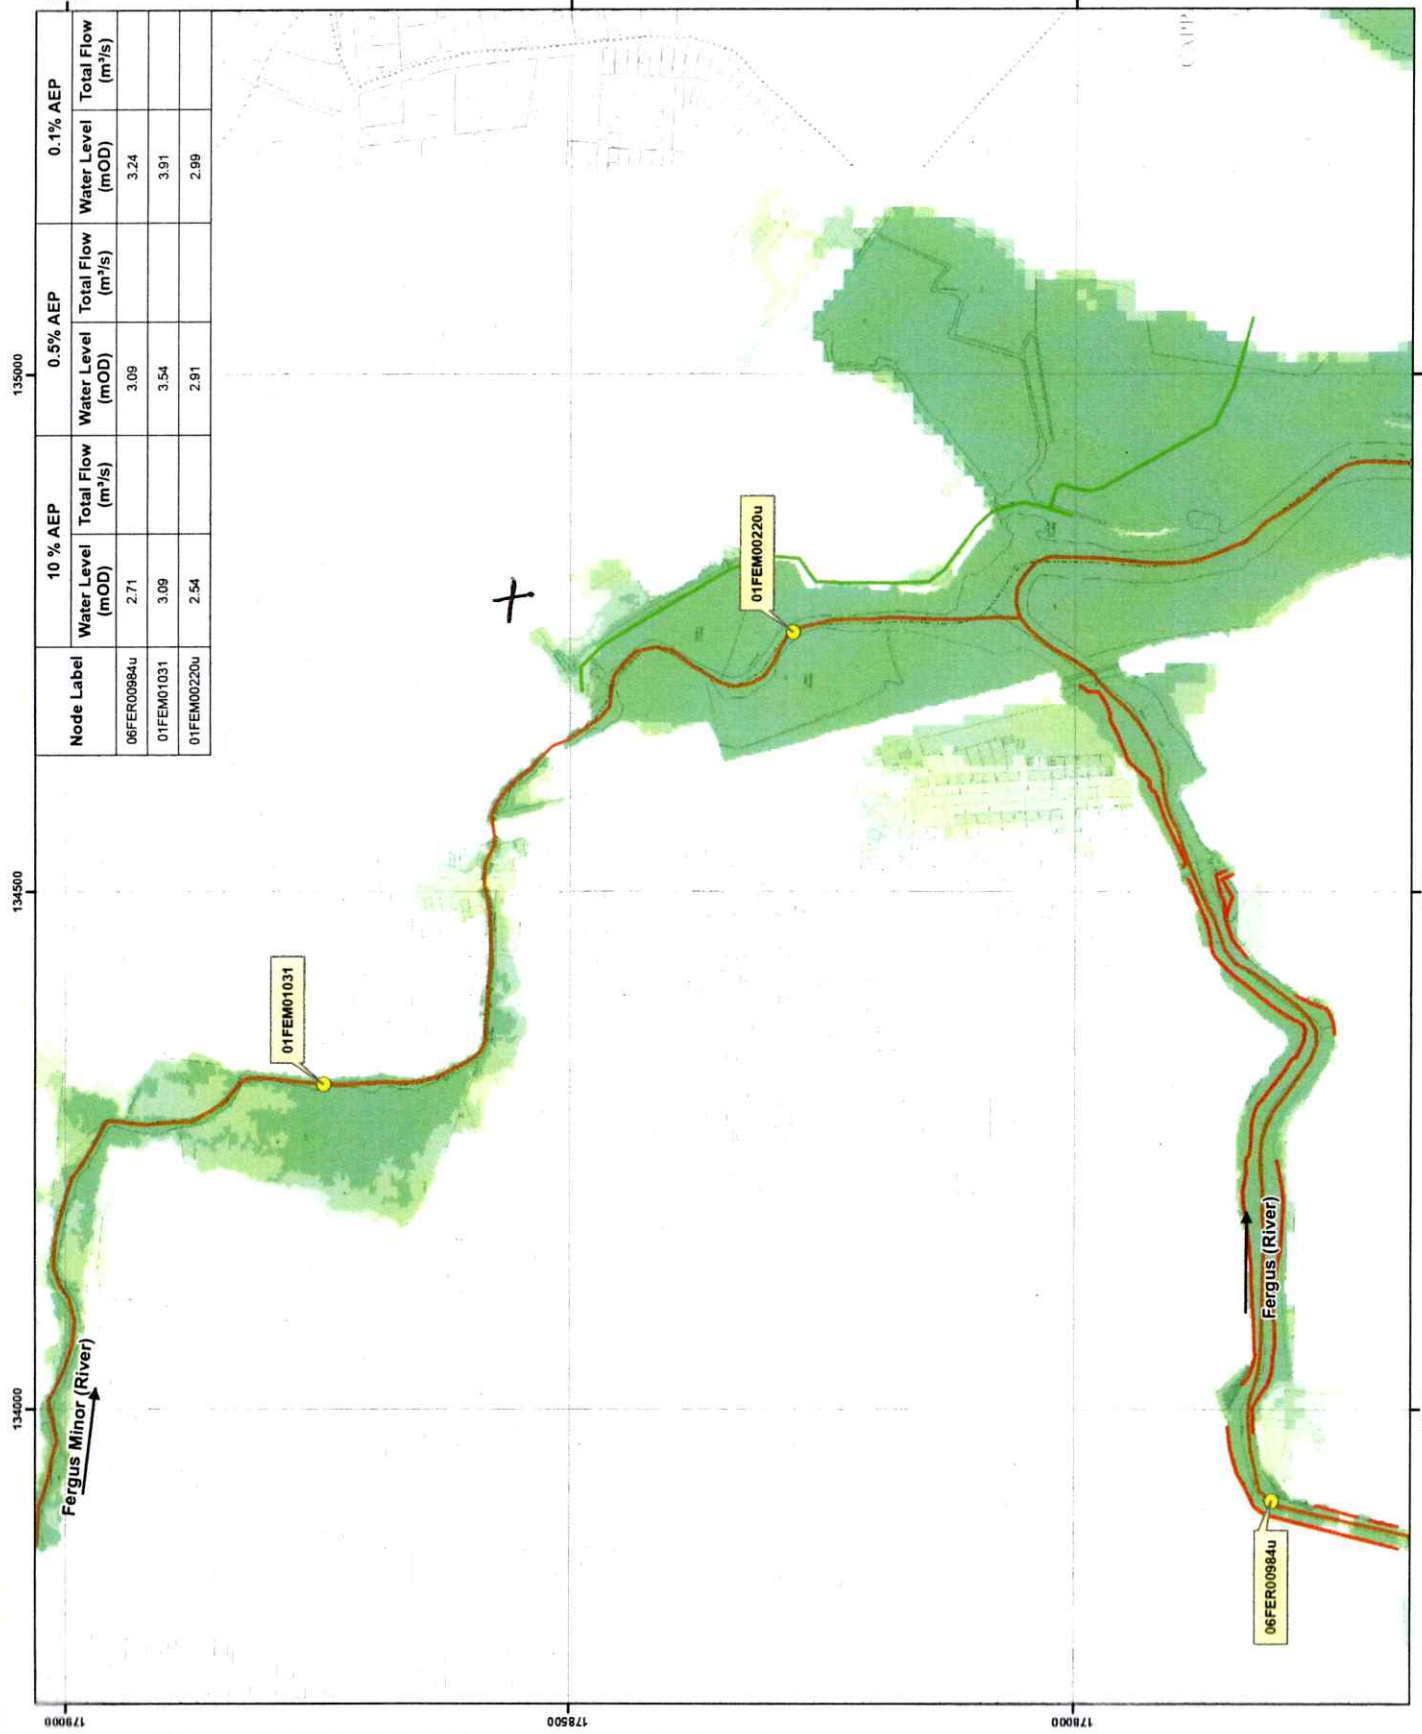 10 % AEP 0.5% AEP 0.1% AEP
Node Label Water Level (mOD) Total Flow (m³/s) Water Level (mOD) Total Flow (m³/s) Water Level (mOD) Total Flow (m³/s)
06FER00984u 2.71 3.09 3.24
01FEM01031 3.09 3.54 3.91
01FEM00220u 2.54 2.91 2.99
134000
134500
135000
179000
178500
178000
Fergus Minor (River)
01FEM01031
01FEM00220u
06FER00984u
Fergus (River)